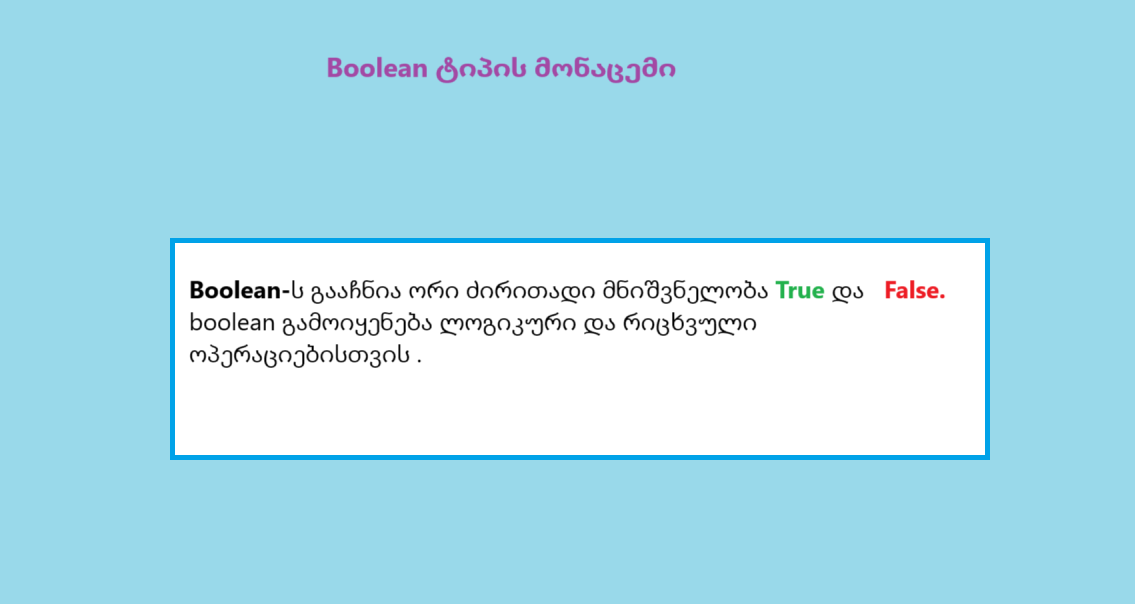 Boolean ტიპის მონაცემი
Boolean-ს გააჩნია ორი ძირითადი მნიშვნელობა True და False.
boolean გამოიყენება ლოგიკური და რიცხვული
ოპერაციებისთვის .